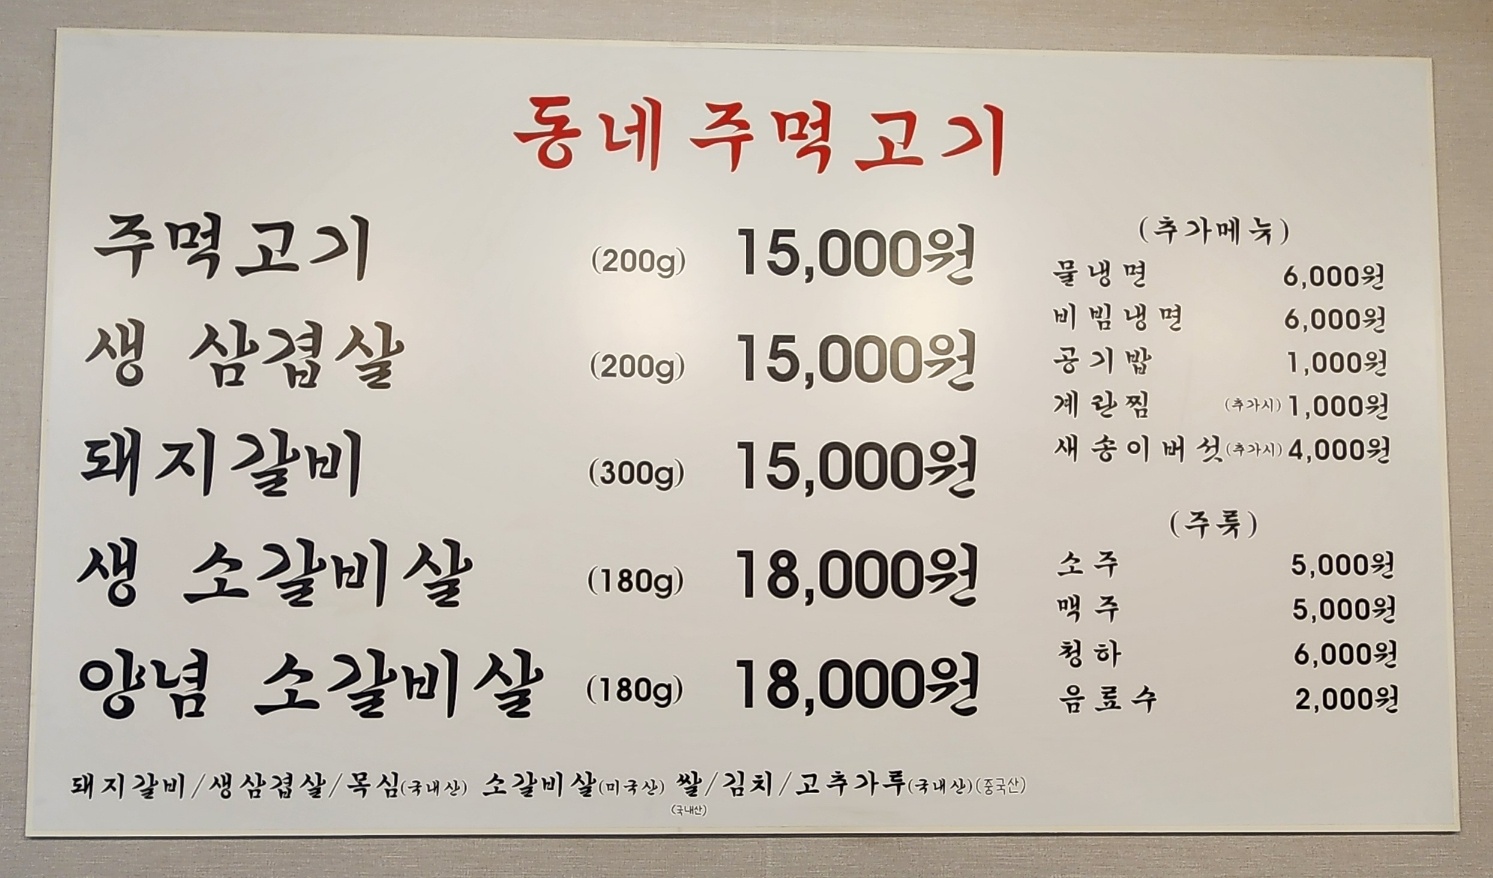 동네 주먹고기
주먹고기 (200g) 15,000원
생 삼겹살 (200g) 15,000원
돼지갈비 (300g) 15,000원
생 소갈비살 (180g) 18,000원
양념 소갈비살 (180g) 18,000원
(추가메뉴)
물냉면 6,000원
비빔냉면 6,000원
공기밥 1,000원
계란찜 (추가시) 1,000원
새송이버섯(추가시) 4,000원
(주류)
소주 5,000원
맥주 5,000원
청하 6,000원
음료수 2,000원
돼지갈비/생삼겹살/목심(국내산) 소갈비살(미국산) 쌀/김치/고추가루(국내산)(중국산)
(국내산)